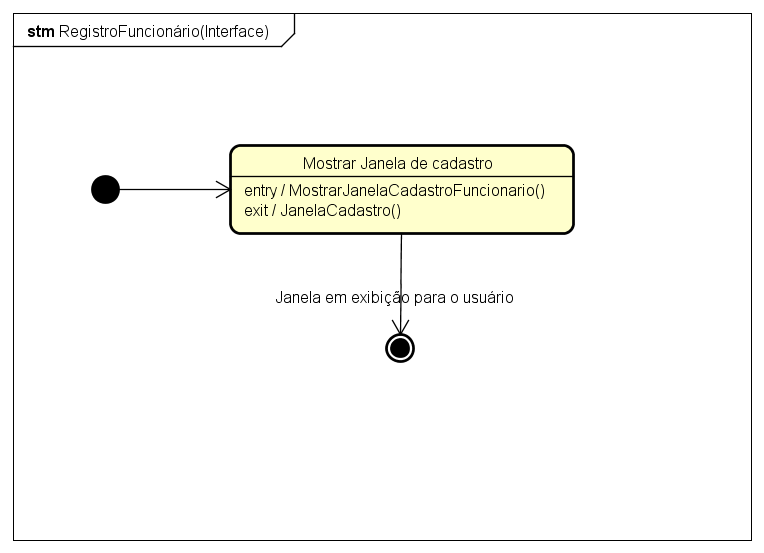 stm RegistroFuncionário(Interface)
Mostrar Janela de cadastro
entry / MostrarJanelaCadastroFuncionario()
exit / JanelaCadastro()
Janela em exibição para o usuário